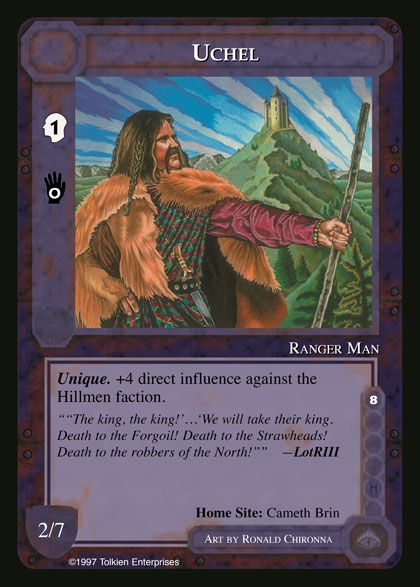 Uchel
1
0
Ranger Man
Unique. +4 direct influence against the
Hillmen faction.
8
““The king, the king!’…‘We will take their king.
Death to the Forgoil! Death to the Strawheads!
Death to the robbers of the North!”” —LotRIII
H
Home Site: Cameth Brin
2/7
Art by Ronald Chironna
©1997 Tolkien Enterprises